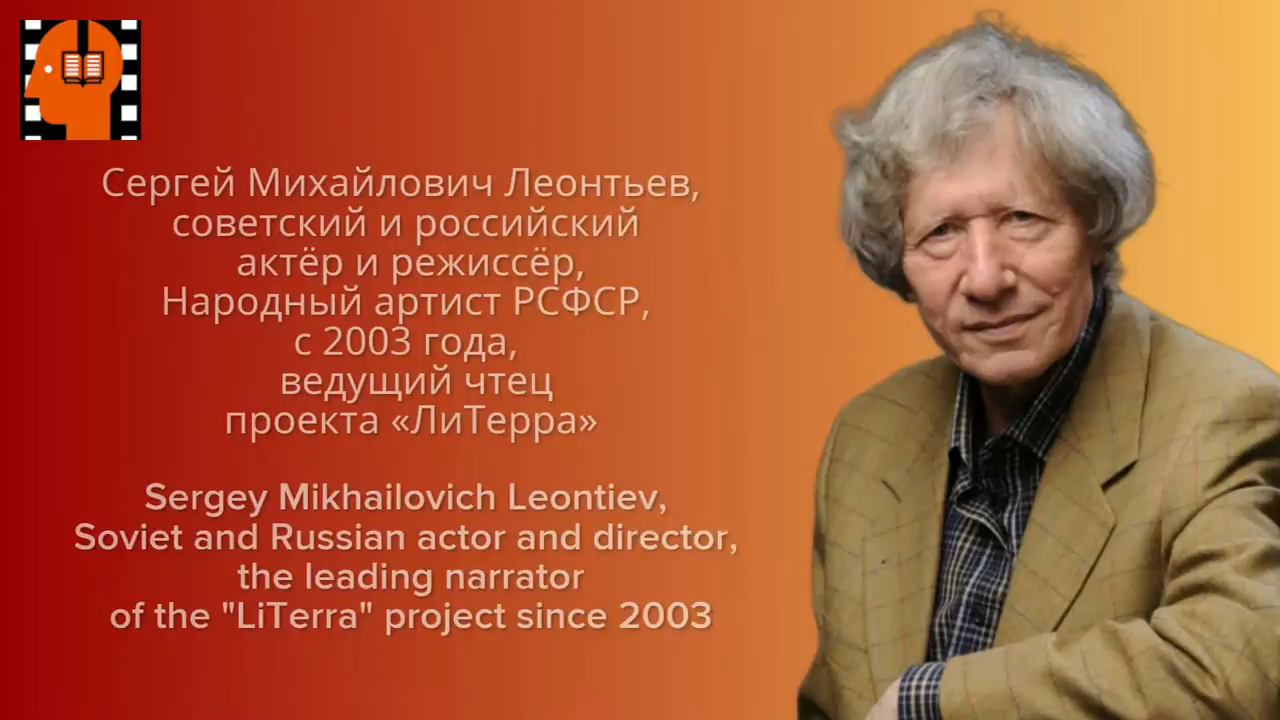 Сергей Михайлович Леонтьев,
советский и российский
актёр и режиссёр,
Народный артист РСФСР,
с 2003 года,
ведущий чтец
проекта «ЛиТерра»
Sergey Mikhailovich Leontiev,
Soviet and Russian actor and director,
the leading narrator
of the "LiTerra" project since 2003